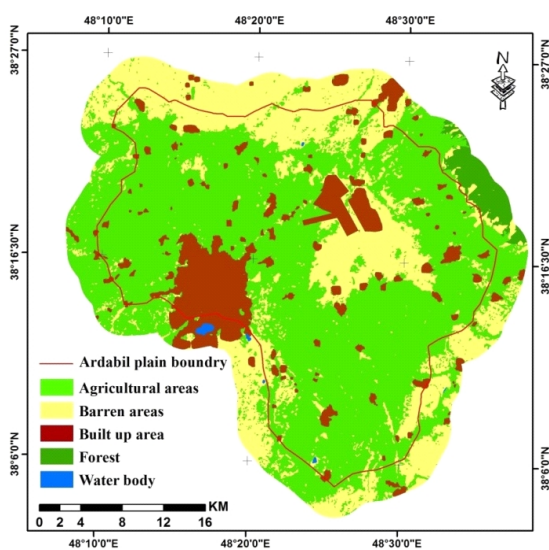 48°10'0"E 48°20'0"E 48°30'0"E
38°27'0"N 38°27'0"N
N
38°16'30"N 38°16'30"N
Ardabil plain boundry
Agricultural areas
Barren areas
Built up area
Forest
Water body
38°6'0"N 38°6'0"N
KM
0 2 4 8 12 16
48°10'0"E 48°20'0"E 48°30'0"E